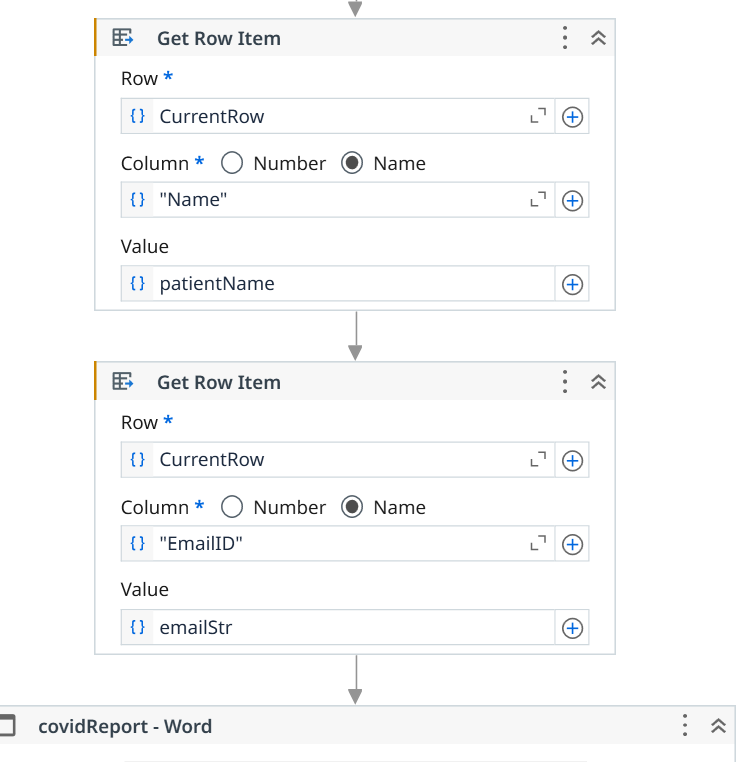 Get Row Item
Row *
{} CurrentRow
Column * Number Name
{} "Name"
Value
{} patientName
Get Row Item
Row *
{} CurrentRow
Column * Number Name
{} "EmailID"
Value
{} emailStr
covidReport - Word